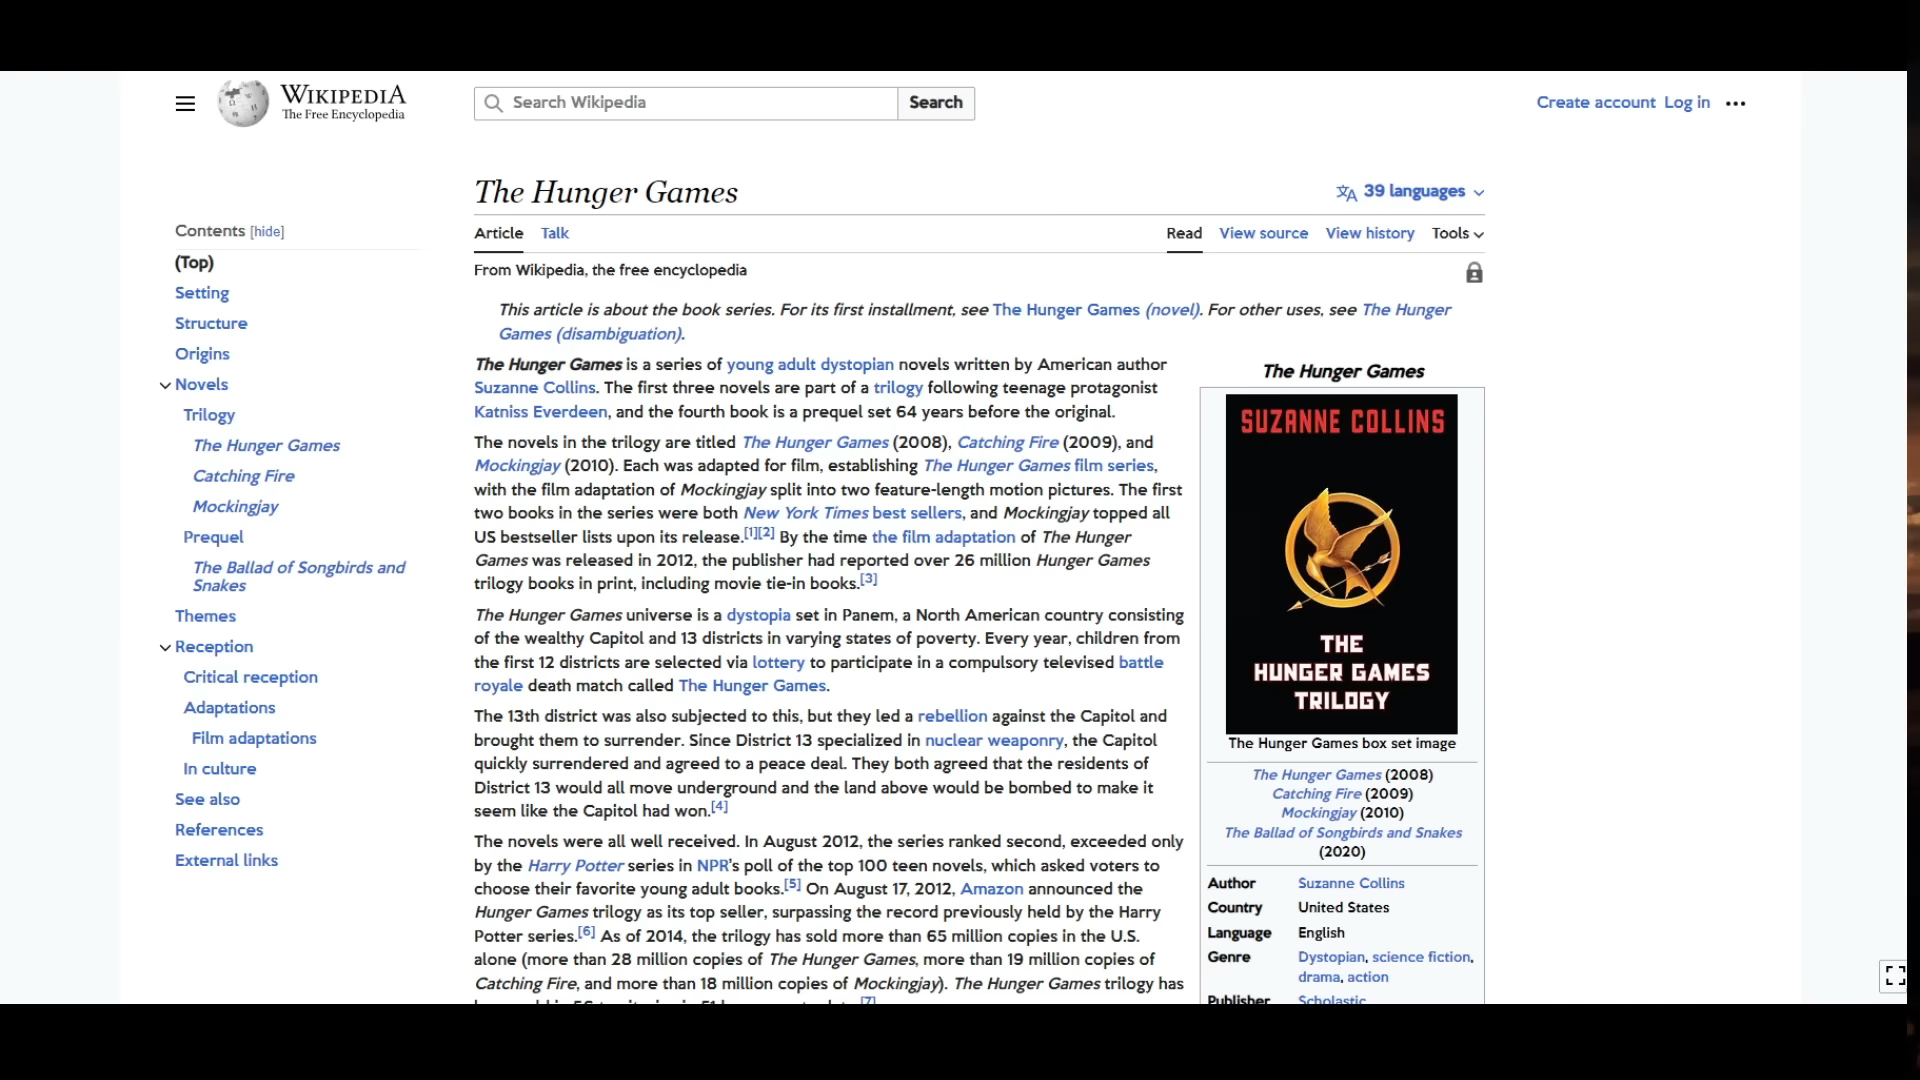 WIKIPEDIA
The Free Encyclopedia
Search Wikipedia
Search
Create account Log in
The Hunger Games
39 languages
Article Talk
Read View source View history Tools
From Wikipedia, the free encyclopedia
Contents [hide]
(Top)
Setting
Structure
Origins
Novels
Trilogy
The Hunger Games
Catching Fire
Mockingjay
Prequel
The Ballad of Songbirds and
Snakes
Themes
Reception
Critical reception
Adaptations
Film adaptations
In culture
See also
References
External links
This article is about the book series. For its first installment, see The Hunger Games (novel). For other uses, see The Hunger
Games (disambiguation).
The Hunger Games is a series of young adult dystopian novels written by American author
Suzanne Collins. The first three novels are part of a trilogy following teenage protagonist
Katniss Everdeen, and the fourth book is a prequel set 64 years before the original.
The novels in the trilogy are titled The Hunger Games (2008), Catching Fire (2009), and
Mockingjay (2010). Each was adapted for film, establishing The Hunger Games film series,
with the film adaptation of Mockingjay split into two feature-length motion pictures. The first
two books in the series were both New York Times best sellers, and Mockingjay topped all
US bestseller lists upon its release.[1][2] By the time the film adaptation of The Hunger
Games was released in 2012, the publisher had reported over 26 million Hunger Games
trilogy books in print, including movie tie-in books.[3]
The Hunger Games universe is a dystopia set in Panem, a North American country consisting
of the wealthy Capitol and 13 districts in varying states of poverty. Every year, children from
the first 12 districts are selected via lottery to participate in a compulsory televised battle
royale death match called The Hunger Games.
The 13th district was also subjected to this, but they led a rebellion against the Capitol and
brought them to surrender. Since District 13 specialized in nuclear weaponry, the Capitol
quickly surrendered and agreed to a peace deal. They both agreed that the residents of
District 13 would all move underground and the land above would be bombed to make it
seem like the Capitol had won.[4]
The novels were all well received. In August 2012, the series ranked second, exceeded only
by the Harry Potter series in NPR's poll of the top 100 teen novels, which asked voters to
choose their favorite young adult books.[5] On August 17, 2012, Amazon announced the
Hunger Games trilogy as its top seller, surpassing the record previously held by the Harry
Potter series.[6] As of 2014, the trilogy has sold more than 65 million copies in the U.S.
alone (more than 28 million copies of The Hunger Games, more than 19 million copies of
Catching Fire, and more than 18 million copies of Mockingjay). The Hunger Games trilogy has
[7]
The Hunger Games
SUZANNE COLLINS
THE
HUNGER GAMES
TRILOGY
The Hunger Games box set image
The Hunger Games (2008)
Catching Fire (2009)
Mockingjay (2010)
The Ballad of Songbirds and Snakes
(2020)
Author Suzanne Collins
Country United States
Language English
Genre Dystopian, science fiction,
drama, action
Publisher Scholastic